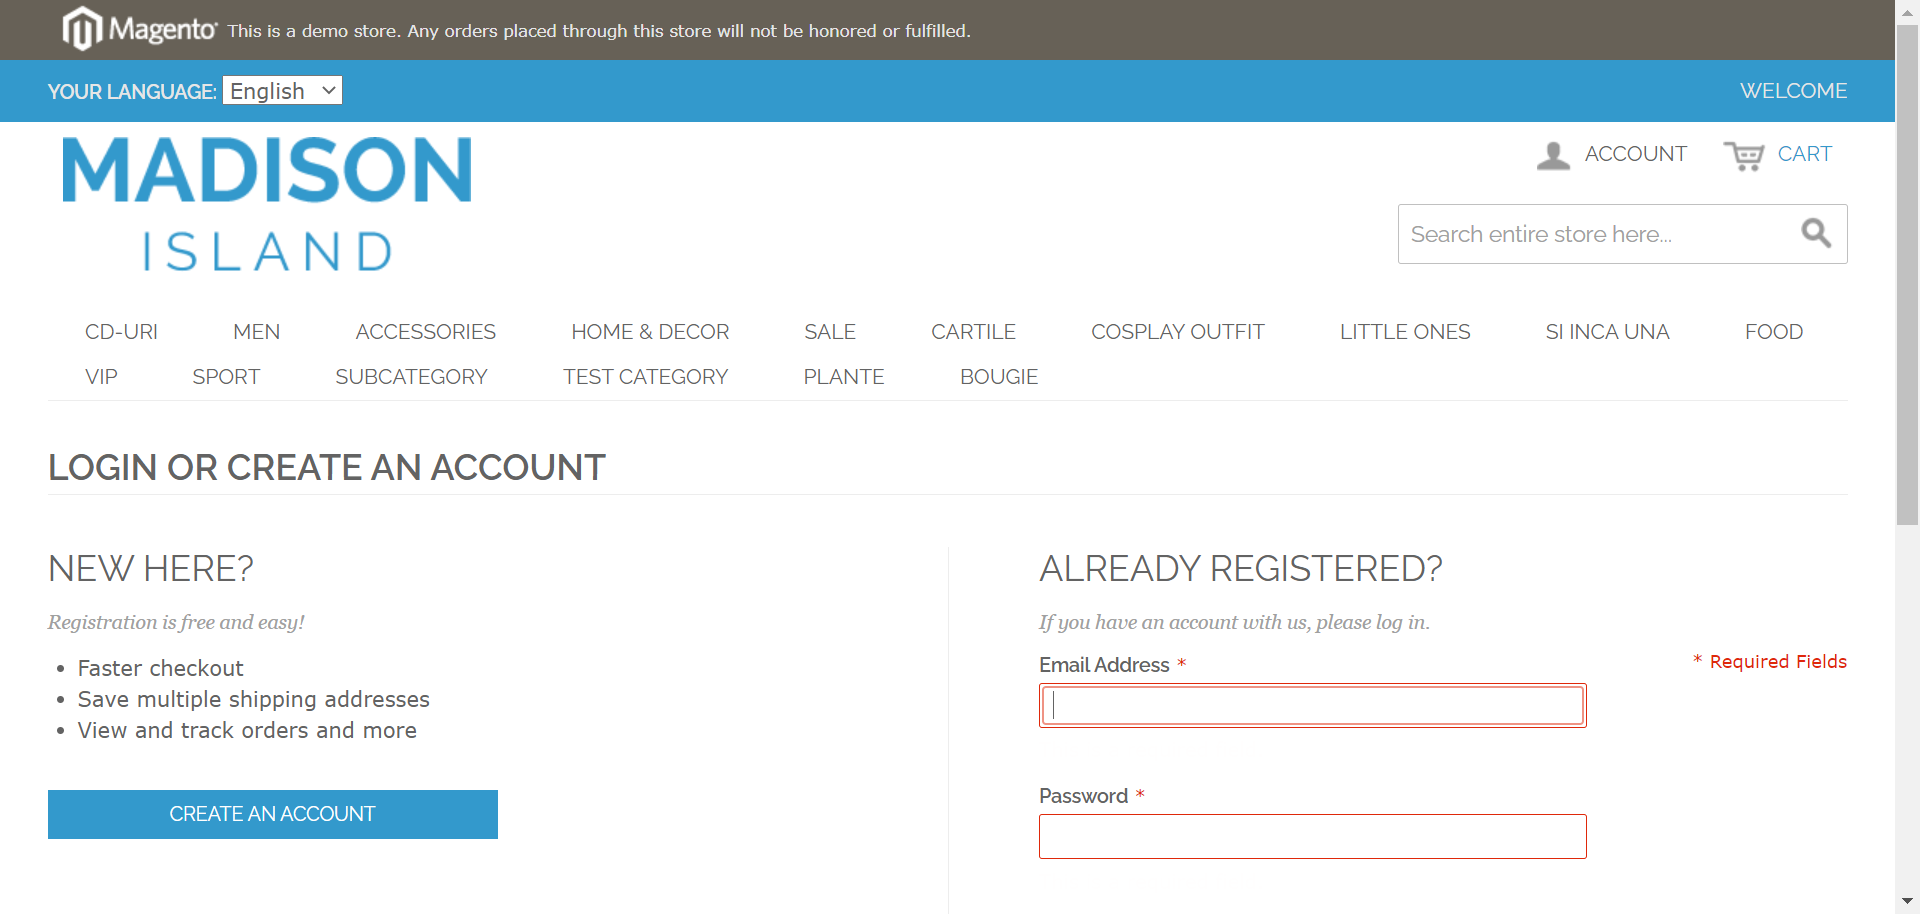 Magento This is a demo store. Any orders placed through this store will not be honored or fulfilled.
YOUR LANGUAGE: English WELCOME
MADISON
ISLAND
ACCOUNT CART
Search entire store here...
CD-URI MEN ACCESSORIES HOME & DECOR SALE CARTILE COSPLAY OUTFIT LITTLE ONES SI INCA UNA FOOD
VIP SPORT SUBCATEGORY TEST CATEGORY PLANTE BOUGIE
LOGIN OR CREATE AN ACCOUNT
NEW HERE?
Registration is free and easy!
• Faster checkout
• Save multiple shipping addresses
• View and track orders and more
CREATE AN ACCOUNT
ALREADY REGISTERED?
If you have an account with us, please log in.
Email Address *
* Required Fields
Password *